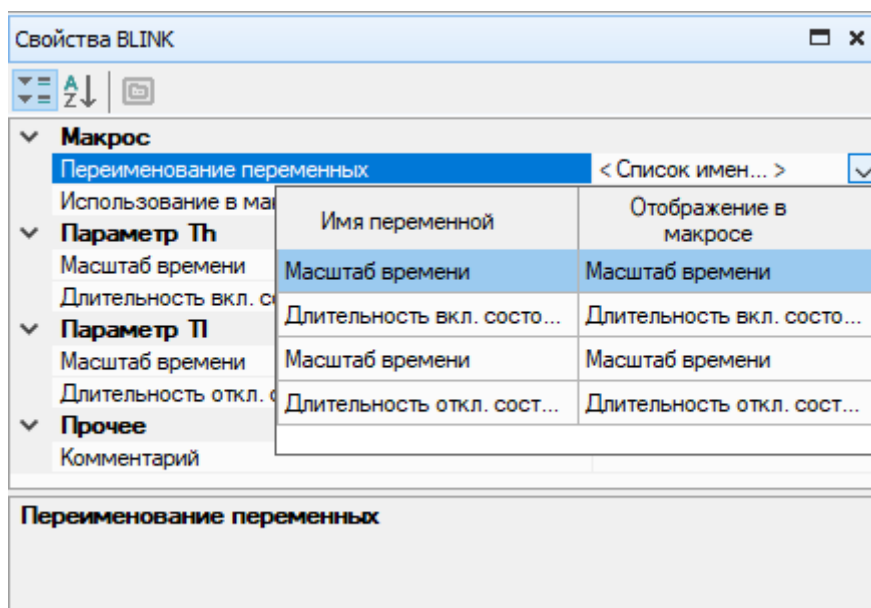 Свойства BLINK
Макрос
Переименование переменных
< Список имен... >
Использование в ма
Параметр Th
Масштаб времени
Длительность вкл. с
Параметр Tl
Масштаб времени
Длительность откл.
Прочее
Комментарий
Имя переменной
Отображение в
макросе
Масштаб времени Масштаб времени
Длительность вкл. состо... Длительность вкл. состо...
Масштаб времени Масштаб времени
Длительность откл. сост... Длительность откл. сост...
Переименование переменных